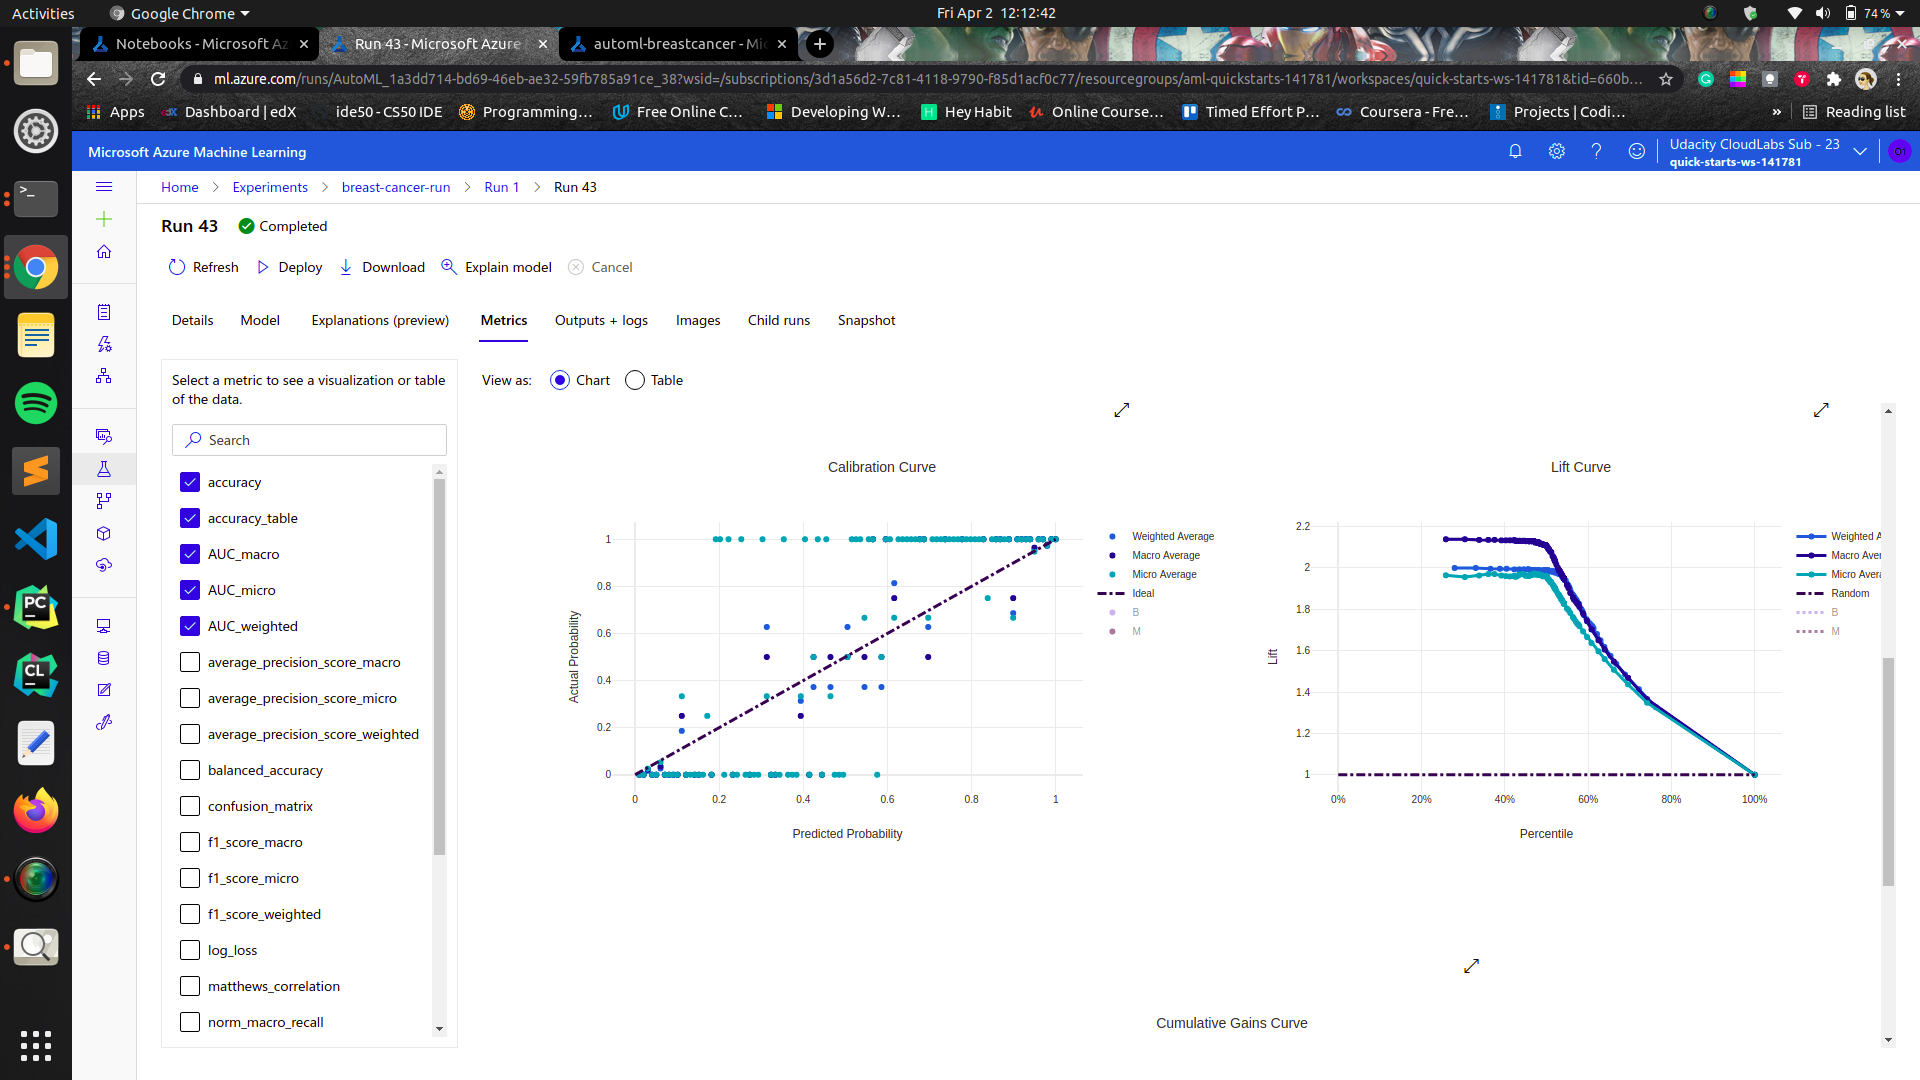 Activities
Google Chrome
Fri Apr 2 12:12:42
74 %
Notebooks - Microsoft Az
Run 43 - Microsoft Azure
automl-breastcancer - Mic
ml.azure.com/runs/AutoML_1a3dd714-bd69-46eb-ae32-59fb785a91ce_38?wsid=/subscriptions/3d1a56d2-7c81-4118-9790-f85d1acf0c77/resourcegroups/aml-quickstarts-141781/workspaces/quick-starts-ws-141781&tid=660b...
Apps
Dashboard | edX
ide50 - CS50 IDE
Programming...
Free Online C...
Developing W...
Hey Habit
Online Course...
Timed Effort P...
Coursera - Fre...
Projects | Codi...
»
Reading list
Microsoft Azure Machine Learning
Udacity CloudLabs Sub - 23
quick-starts-ws-141781
Home > Experiments > breast-cancer-run > Run 1 > Run 43
Run 43
Completed
Refresh
Deploy
Download
Explain model
Cancel
Details
Model
Explanations (preview)
Metrics
Outputs + logs
Images
Child runs
Snapshot
Select a metric to see a visualization or table
of the data.
Search
accuracy
accuracy_table
AUC_macro
AUC_micro
AUC_weighted
average_precision_score_macro
average_precision_score_micro
average_precision_score_weighted
balanced_accuracy
confusion_matrix
f1_score_macro
f1_score_micro
f1_score_weighted
log_loss
matthews_correlation
norm_macro_recall
View as:
Chart
Table
Calibration Curve
1
0.8
0.6
0.4
0.2
0
Actual Probability
0 0.2 0.4 0.6 0.8 1
Predicted Probability
Weighted Average
Macro Average
Micro Average
Ideal
B
M
Lift Curve
2.2
2
1.8
1.6
1.4
1.2
1
Lift
0% 20% 40% 60% 80% 100%
Percentile
Weighted A
Macro Aver
Micro Avera
Random
B
M
Cumulative Gains Curve
PC
CL